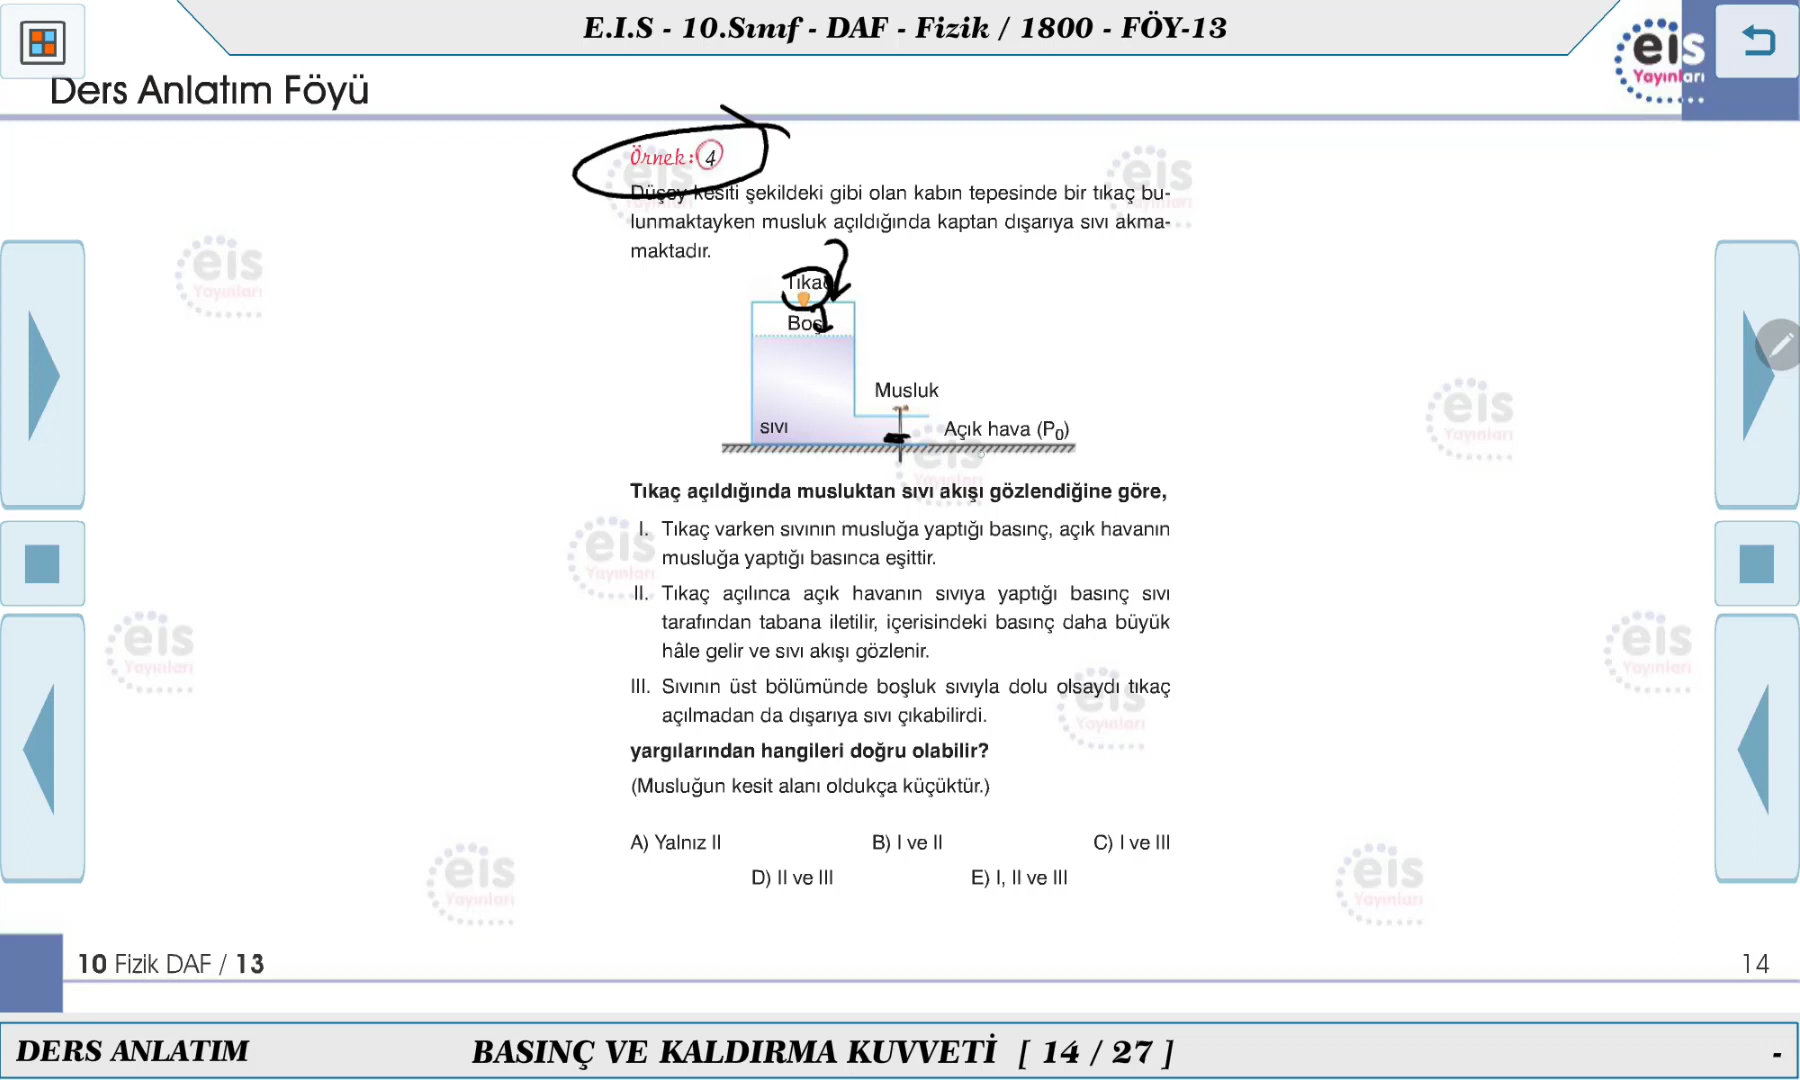 E.I.S - 10.Sınıf - DAF - Fizik / 1800 - FÖY-13
eis
Yayınları
Ders Anlatım Föyü
Örnek: 4
Düşey kesiti şekildeki gibi olan kabın tepesinde bir tıkaç bu-
lunmaktayken musluk açıldığında kaptan dışarıya sıvı akma-
maktadır.
Tıkaç
Boş
Musluk
sıvı
Açık hava (P0)
Tıkaç açıldığında musluktan sıvı akışı gözlendiğine göre,
I. Tıkaç varken sıvının musluğa yaptığı basınç, açık havanın
musluğa yaptığı basınca eşittir.
II. Tıkaç açılınca açık havanın sıvıya yaptığı basınç sıvı
tarafından tabana iletilir, içerisindeki basınç daha büyük
hâle gelir ve sıvı akışı gözlenir.
III. Sıvının üst bölümünde boşluk sıvıyla dolu olsaydı tıkaç
açılmadan da dışarıya sıvı çıkabilirdi.
yargılarından hangileri doğru olabilir?
(Musluğun kesit alanı oldukça küçüktür.)
A) Yalnız II B) I ve II C) I ve III
D) II ve III E) I, II ve III
10 Fizik DAF / 13
14
DERS ANLATIM BASINÇ VE KALDIRMA KUVVETİ [ 14 / 27 ] -